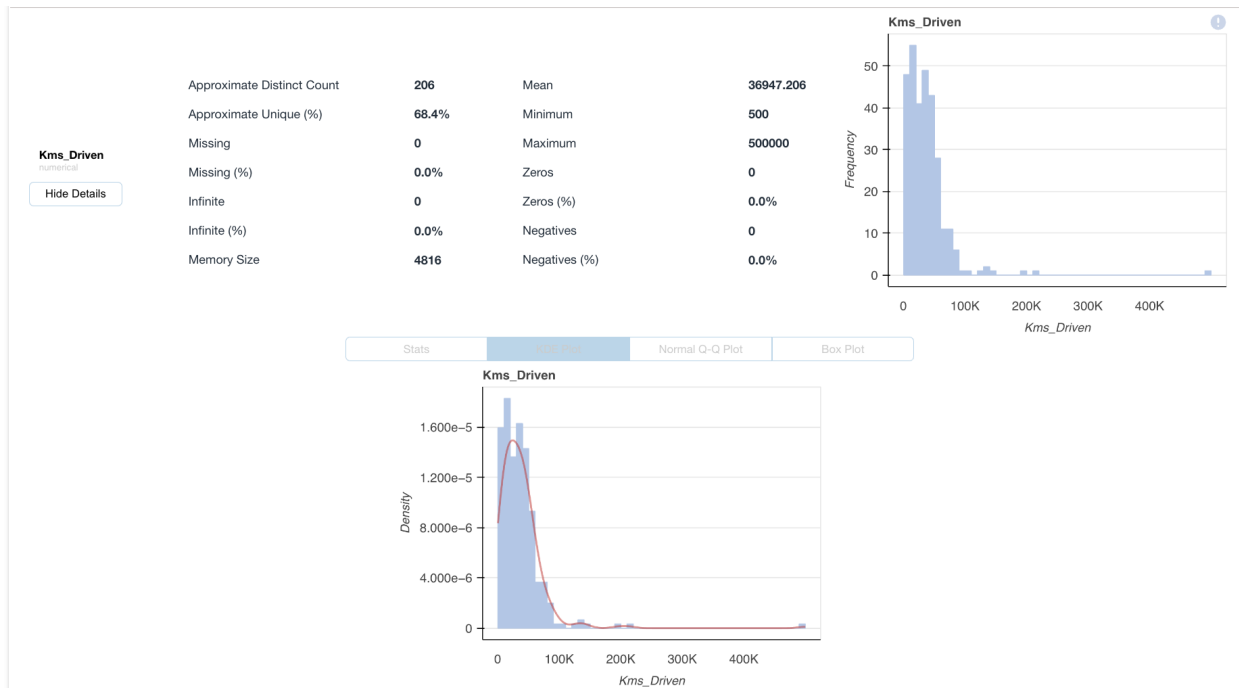 Kms_Driven
numerical
Hide Details
Approximate Distinct Count 206
Approximate Unique (%) 68.4%
Missing 0
Missing (%) 0.0%
Infinite 0
Infinite (%) 0.0%
Memory Size 4816
Mean 36947.206
Minimum 500
Maximum 500000
Zeros 0
Zeros (%) 0.0%
Negatives 0
Negatives (%) 0.0%
Kms_Driven
!
Frequency
50
40
30
20
10
0
0 100K 200K 300K 400K
Kms_Driven
Stats Normal Q-Q Plot Box Plot
Kms_Driven
Density
1.600e−5
1.200e−5
8.000e−6
4.000e−6
0
0 100K 200K 300K 400K
Kms_Driven